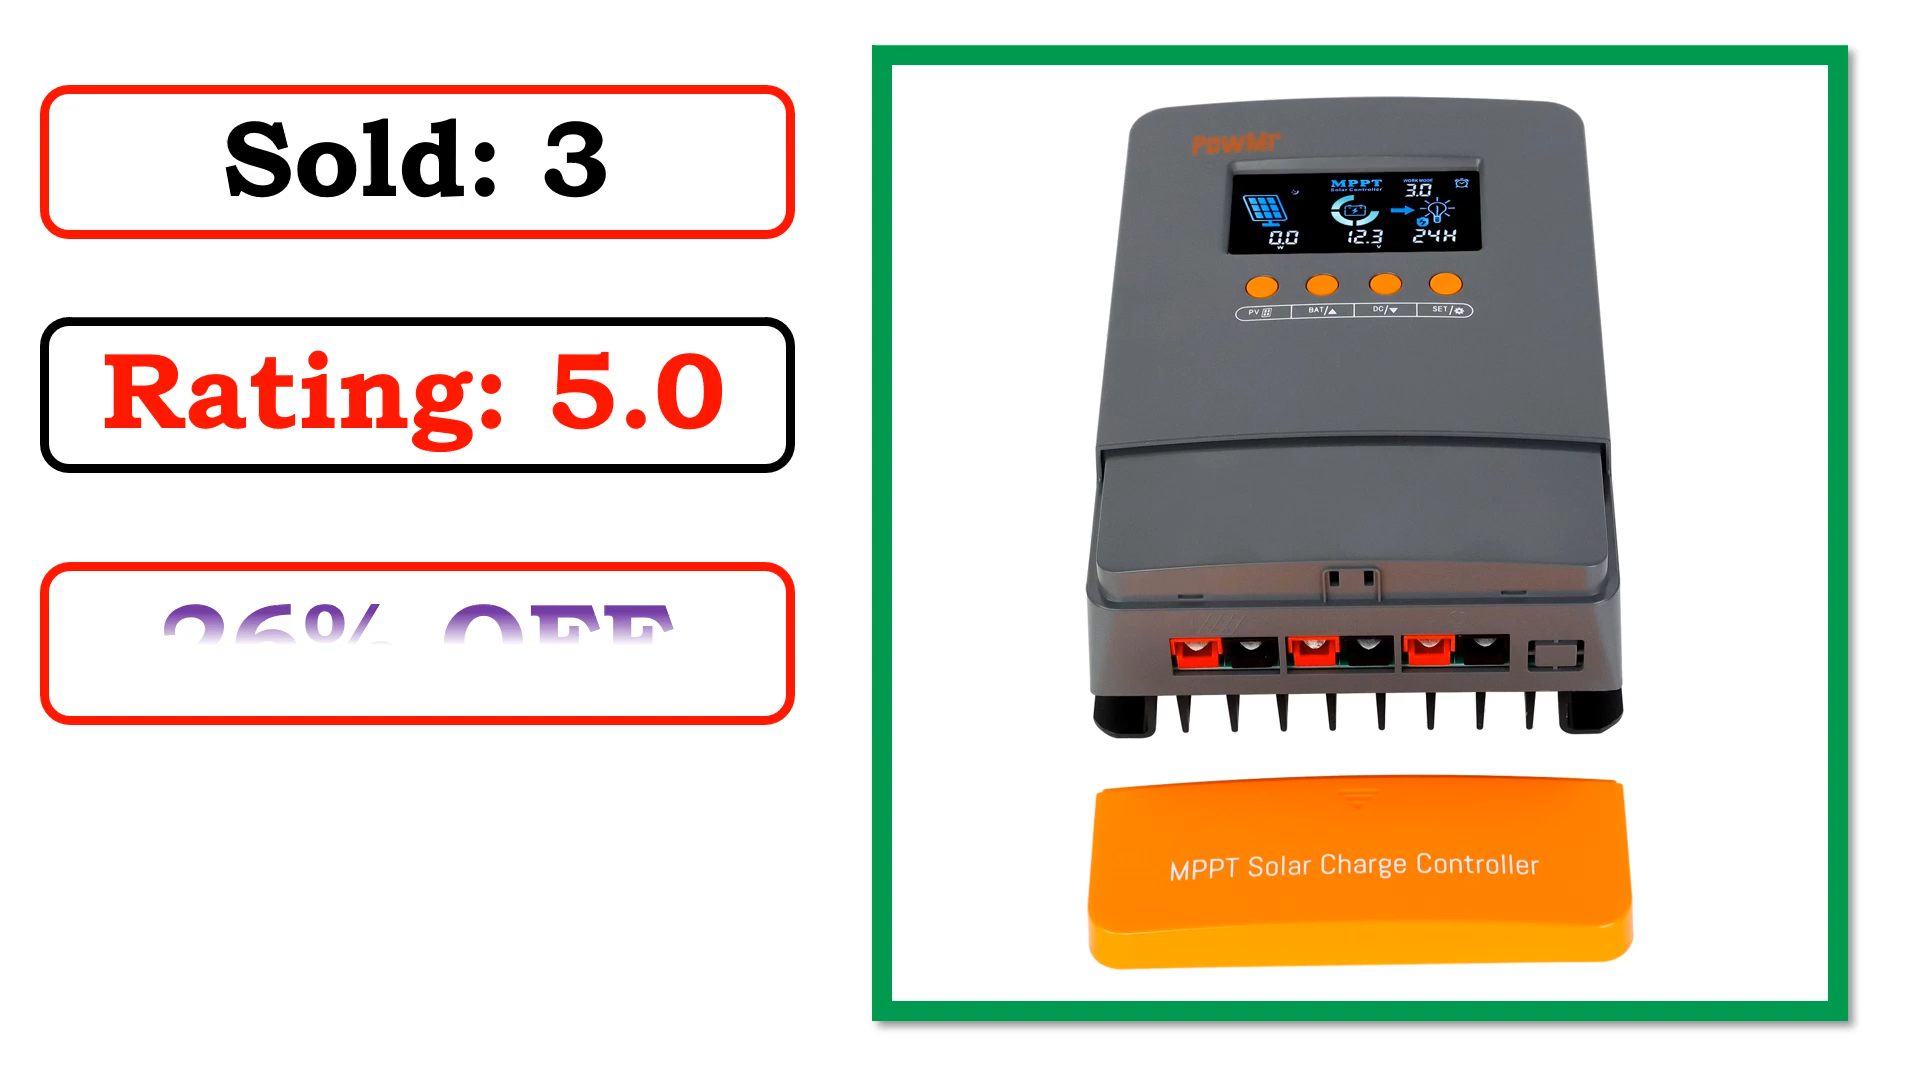 Sold: 3
Rating: 5.0
26% OFF
PowMr
MPPT
Solar Controller
WORK MODE
3.0
0.0
W
12.3
V
24H
PV
BAT/▲
DC/▼
SET/
MPPT Solar Charge Controller